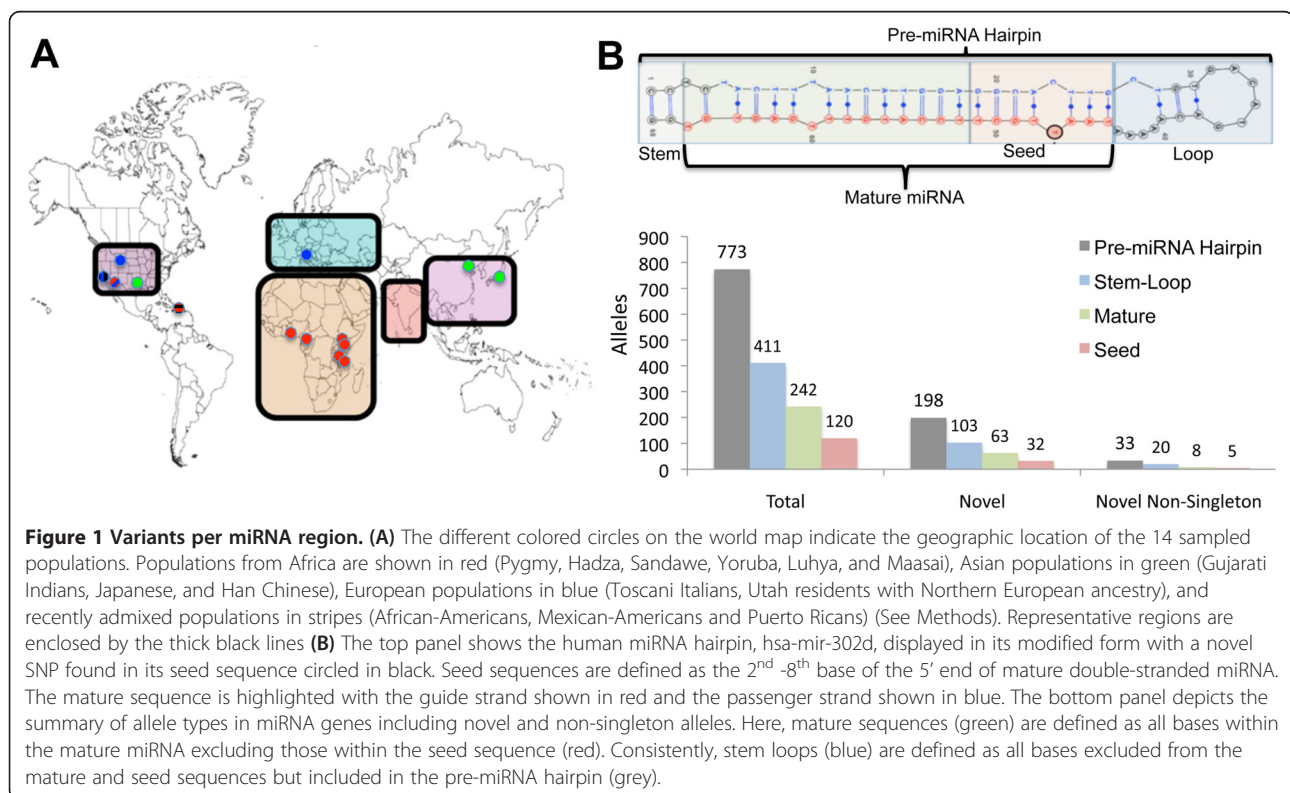 A
B
Pre-miRNA Hairpin
Stem
Seed
Loop
Mature miRNA
900
800
700
600
500
400
300
200
100
0
Alleles
773
411
242
120
198
103
63
32
33
20
8
5
Total
Novel
Novel Non-Singleton
Pre-miRNA Hairpin
Stem-Loop
Mature
Seed
Figure 1 Variants per miRNA region. (A) The different colored circles on the world map indicate the geographic location of the 14 sampled
populations. Populations from Africa are shown in red (Pygmy, Hadza, Sandawe, Yoruba, Luhya, and Maasai), Asian populations in green (Gujarati
Indians, Japanese, and Han Chinese), European populations in blue (Toscani Italians, Utah residents with Northern European ancestry), and
recently admixed populations in stripes (African-Americans, Mexican-Americans and Puerto Ricans) (See Methods). Representative regions are
enclosed by the thick black lines (B) The top panel shows the human miRNA hairpin, hsa-mir-302d, displayed in its modified form with a novel
SNP found in its seed sequence circled in black. Seed sequences are defined as the 2nd -8th base of the 5' end of mature double-stranded miRNA.
The mature sequence is highlighted with the guide strand shown in red and the passenger strand shown in blue. The bottom panel depicts the
summary of allele types in miRNA genes including novel and non-singleton alleles. Here, mature sequences (green) are defined as all bases within
the mature miRNA excluding those within the seed sequence (red). Consistently, stem loops (blue) are defined as all bases excluded from the
mature and seed sequences but included in the pre-miRNA hairpin (grey).